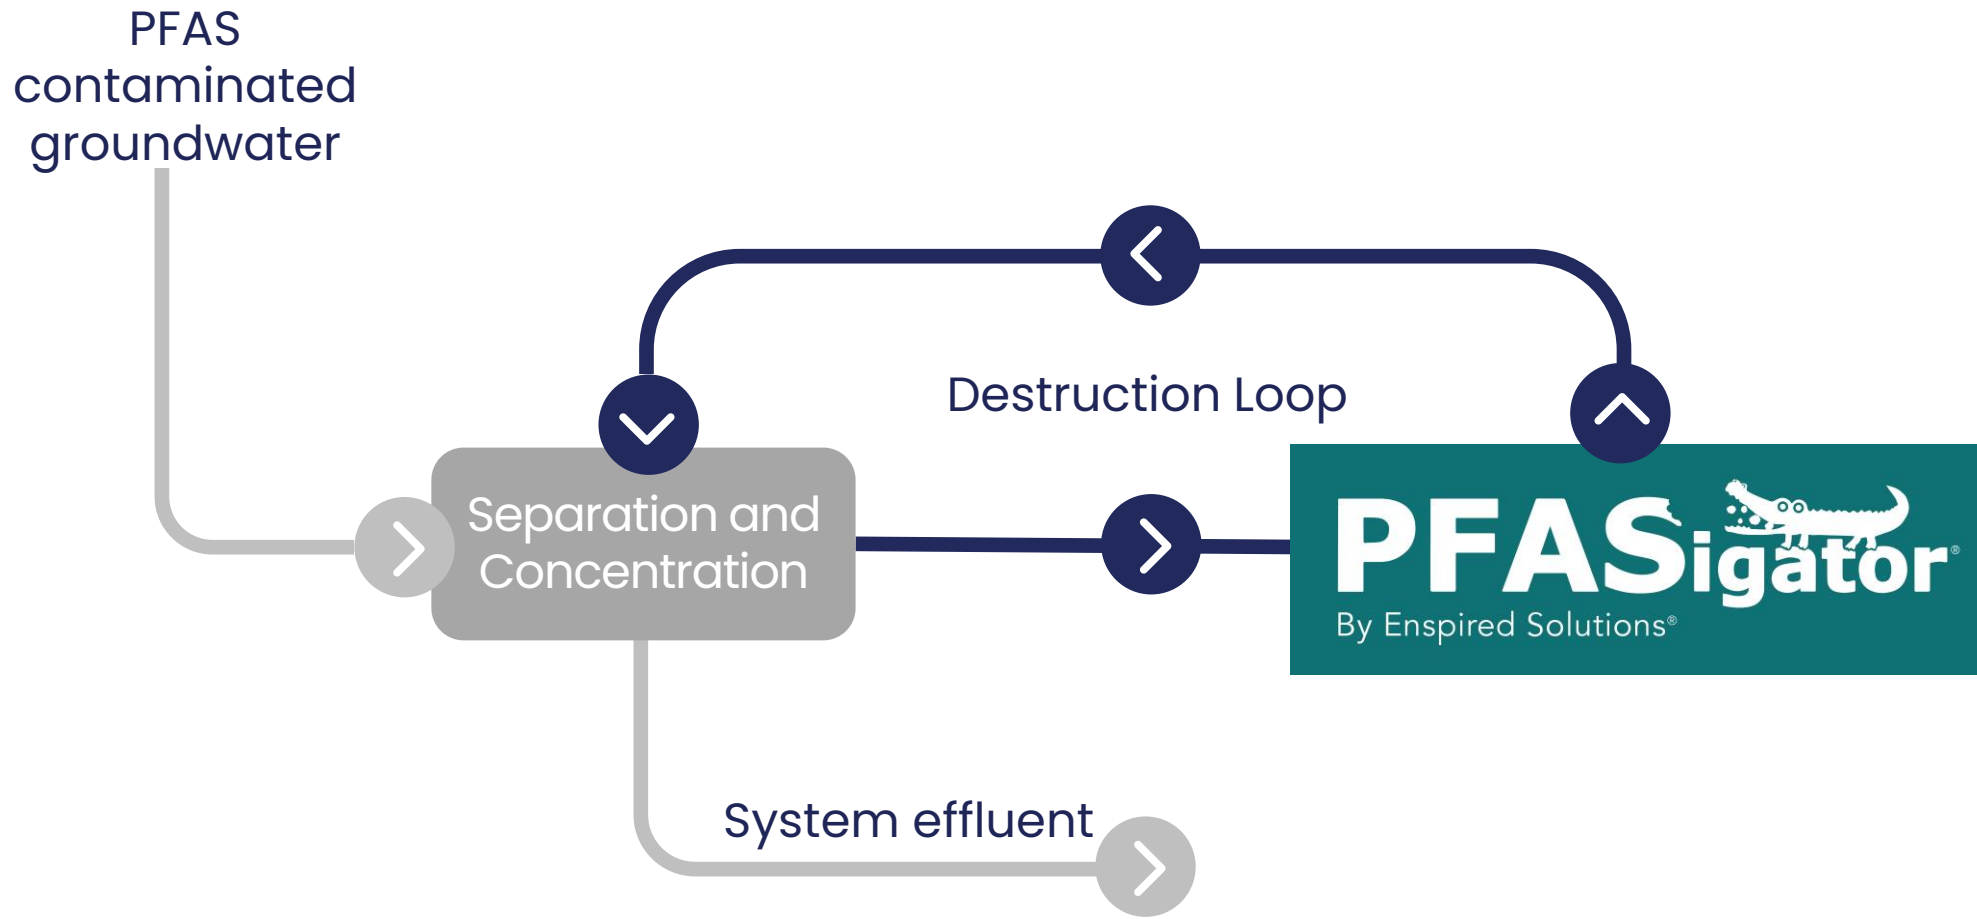 PFAS
contaminated
groundwater
Destruction Loop
Separation and
Concentration
PFASigator®
By Enspired Solutions®
System effluent